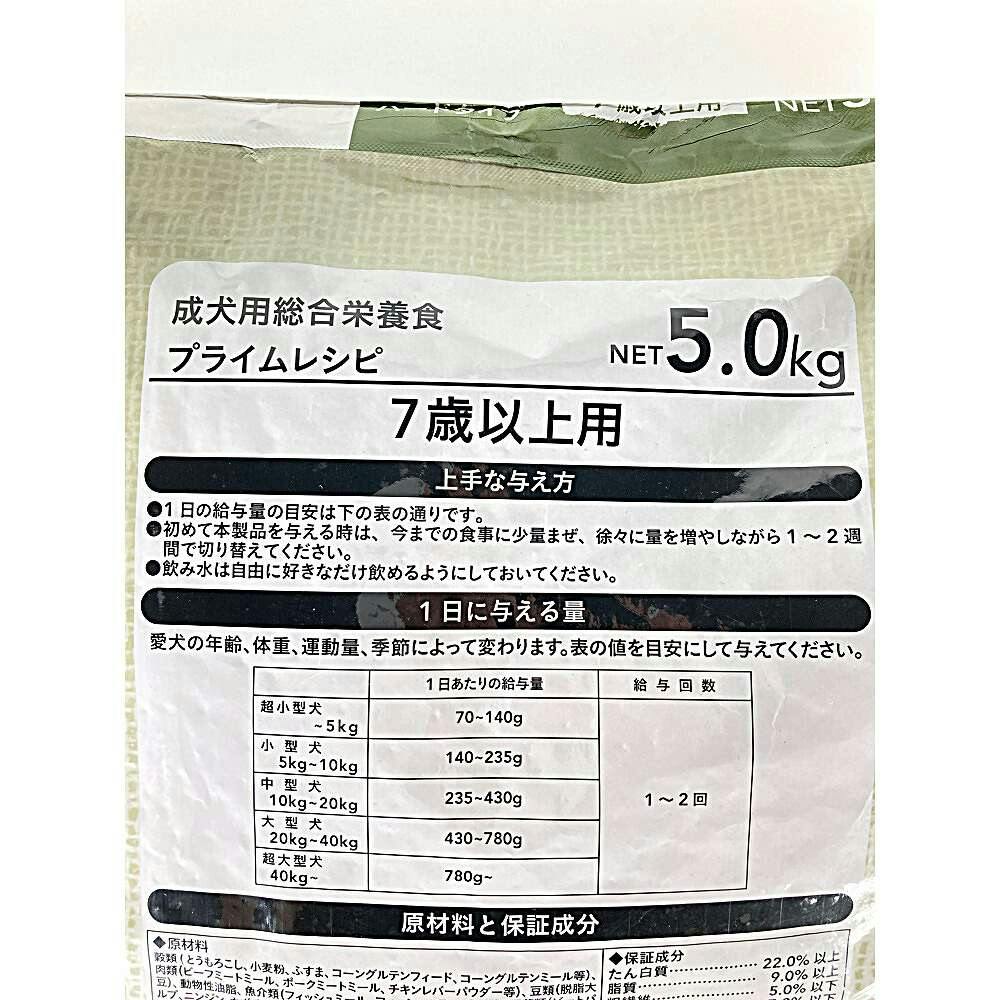 7歳以上用
NET 5
成犬用総合栄養食
プライムレシピ
NET 5.0kg
7歳以上用
上手な与え方
●1日の給与量の目安は下の表の通りです。
●初めて本製品を与える時は、今までの食事に少量まぜ、徐々に量を増やしながら1〜2週
間で切り替えてください。
●飲み水は自由に好きなだけ飲めるようにしておいてください。
1日に与える量
愛犬の年齢、体重、運動量、季節によって変わります。表の値を目安にして与えてください。
1日あたりの給与量 給与回数
超小型犬
~5kg 70~140g
小型犬
5kg~10kg 140~235g
中型犬
10kg~20kg 235~430g
1〜2回
大型犬
20kg~40kg 430~780g
超大型犬
40kg~ 780g~
原材料と保証成分
◆原材料
穀類(とうもろこし、小麦粉、ふすま、コーングルテンフィード、コーングルテンミール等)、
肉類(ビーフミートミール、ポークミートミール、チキンレバーパウダー等)、豆類(脱脂大
豆)、動物性油脂、魚介類(フィッシュミール、
◆保証成分
たん白質 22.0%以上
脂質 9.0%以上
5.0%以下